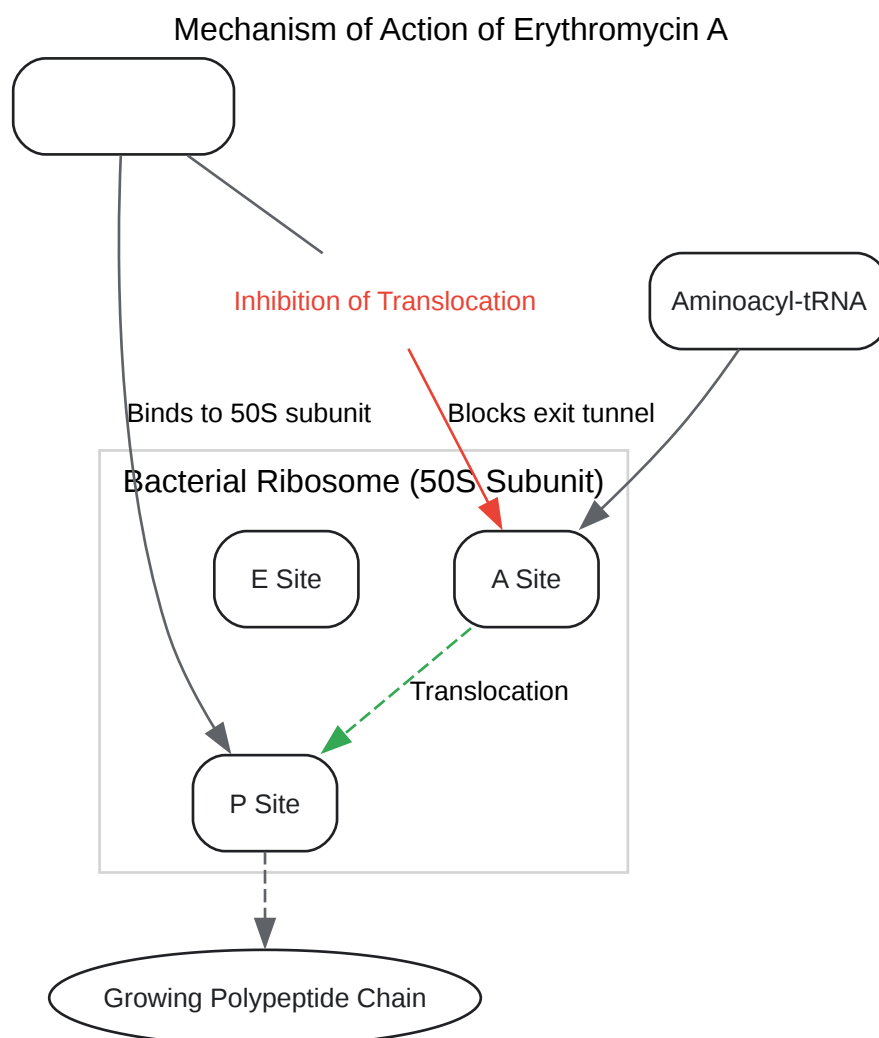 Mechanism of Action of Erythromycin A
Inhibition of Translocation
Aminoacyl-tRNA
Binds to 50S subunit
Blocks exit tunnel
Bacterial Ribosome (50S Subunit)
E Site
A Site
Translocation
P Site
Growing Polypeptide Chain